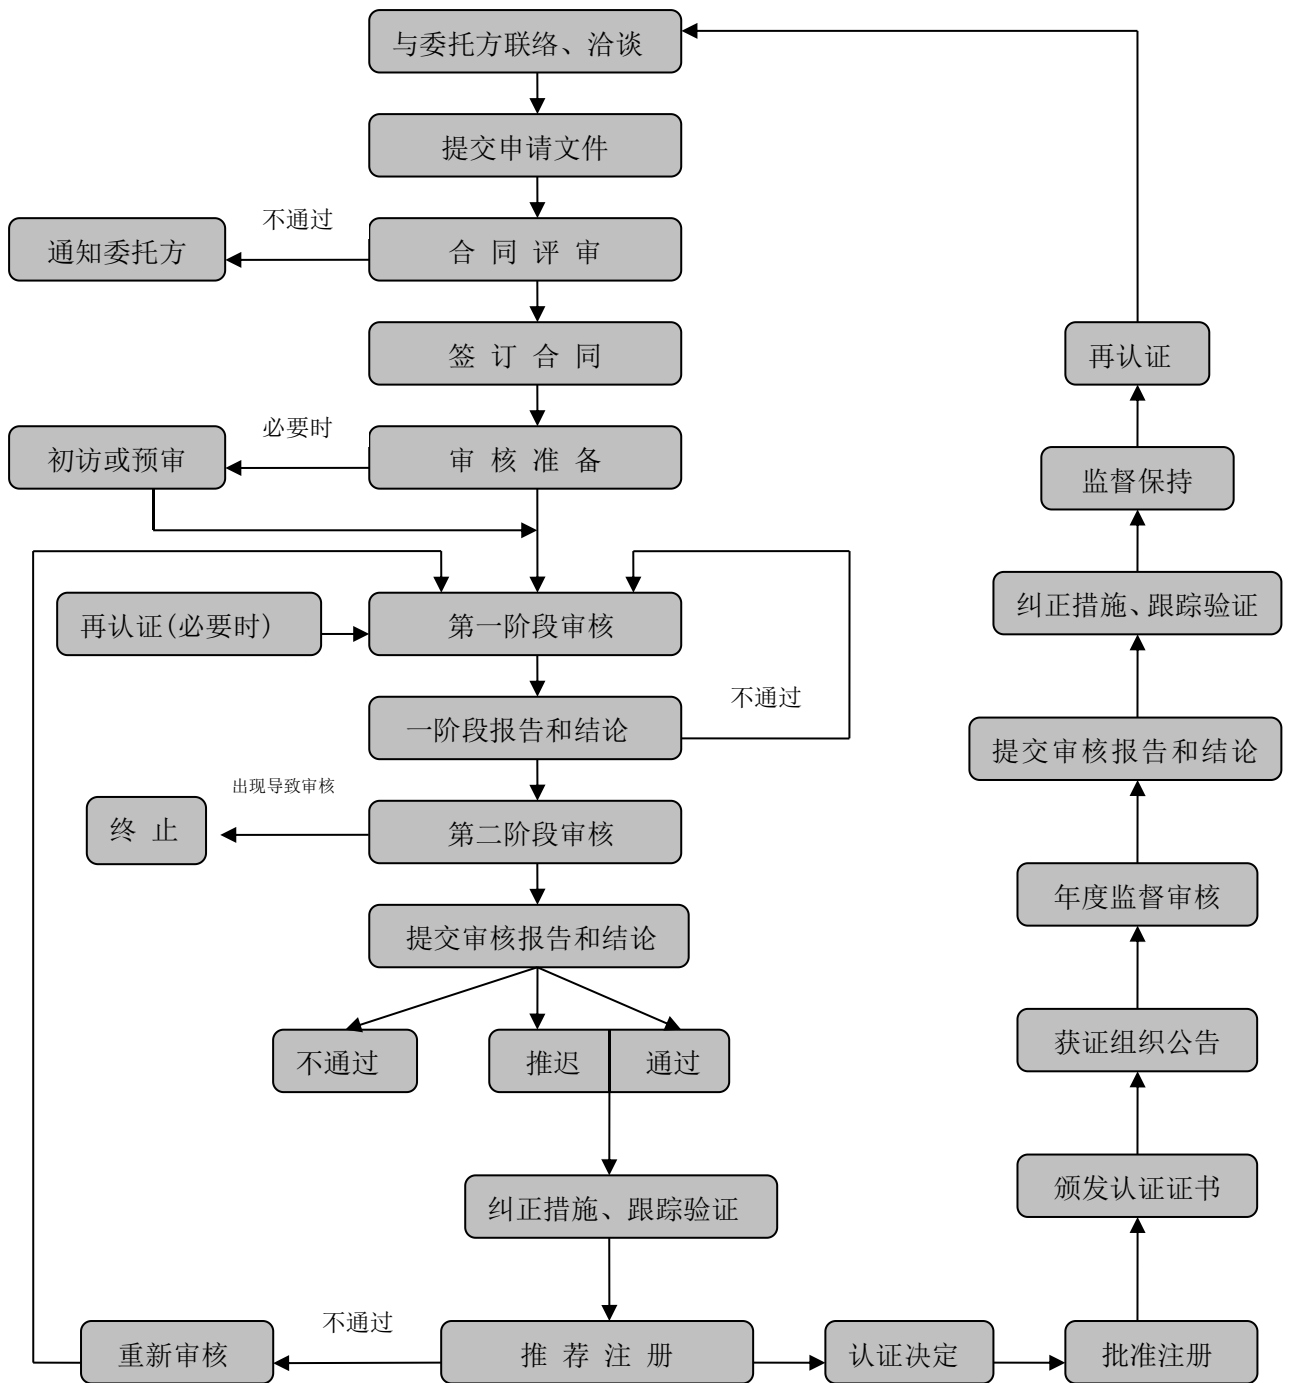 与委托方联络、洽谈
提交申请文件
不通过
通知委托方
合 同 评 审
签 订 合 同
再认证
必要时
初访或预审
审 核 准 备
监督保持
再认证(必要时)
第一阶段审核
纠正措施、跟踪验证
一阶段报告和结论
不通过
提交审核报告和结论
出现导致审核
终 止
第二阶段审核
年度监督审核
提交审核报告和结论
不通过
推迟
通过
获证组织公告
纠正措施、跟踪验证
颁发认证证书
不通过
重新审核
推 荐 注 册
认证决定
批准注册